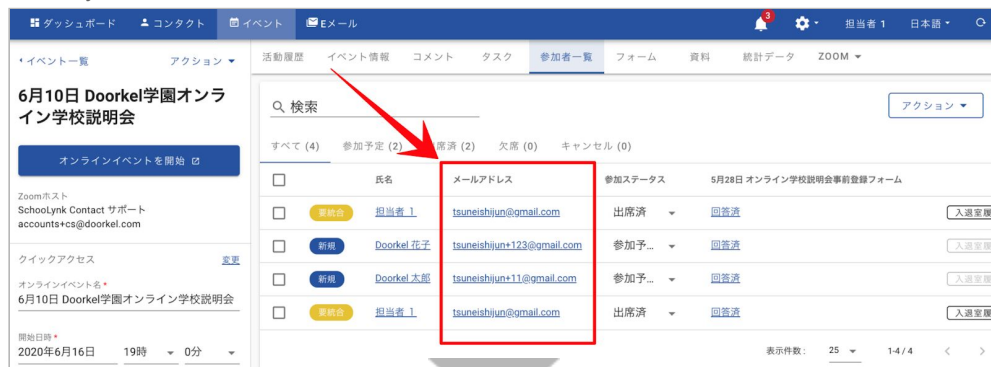 ダッシュボード コンタクト イベント Eメール 3 担当者 1 日本語
イベント一覧 アクション
活動履歴 イベント情報 コメント タスク 参加者一覧 フォーム 資料 統計データ ZOOM
6月10日 Doorkel学園オンラ
イン学校説明会
検索 アクション
オンラインイベントを開始
すべて (4) 参加予定 (2) 席済 (2) 欠席 (0) キャンセル (0)
氏名 メールアドレス 参加ステータス 5月28日 オンライン学校説明会事前登録フォーム
Zoomホスト
SchooLynk Contact サポート
accounts+cs@doorkel.com
要統合 担当者 1 tsuneishijun@gmail.com 出席済 回答済 入退室履
新規 Doorkel 花子 tsuneishijun+123@gmail.com 参加予... 回答済 入退室履
新規 Doorkel 太郎 tsuneishijun+11@gmail.com 参加予... 回答済 入退室履
要統合 担当者 1 tsuneishijun@gmail.com 出席済 回答済 入退室履
クイックアクセス 変更
オンラインイベント名*
6月10日 Doorkel学園オンライン学校説明会
開始日時*
2020年6月16日 19時 0分
表示件数: 25 1-4 / 4